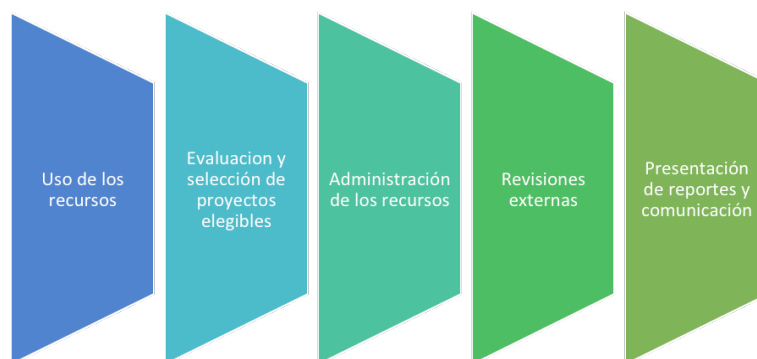 Uso de los
recursos
Evaluacion y
selección de
proyectos
elegibles
Administración
de los recursos
Revisiones
externas
Presentación
de reportes y
comunicación